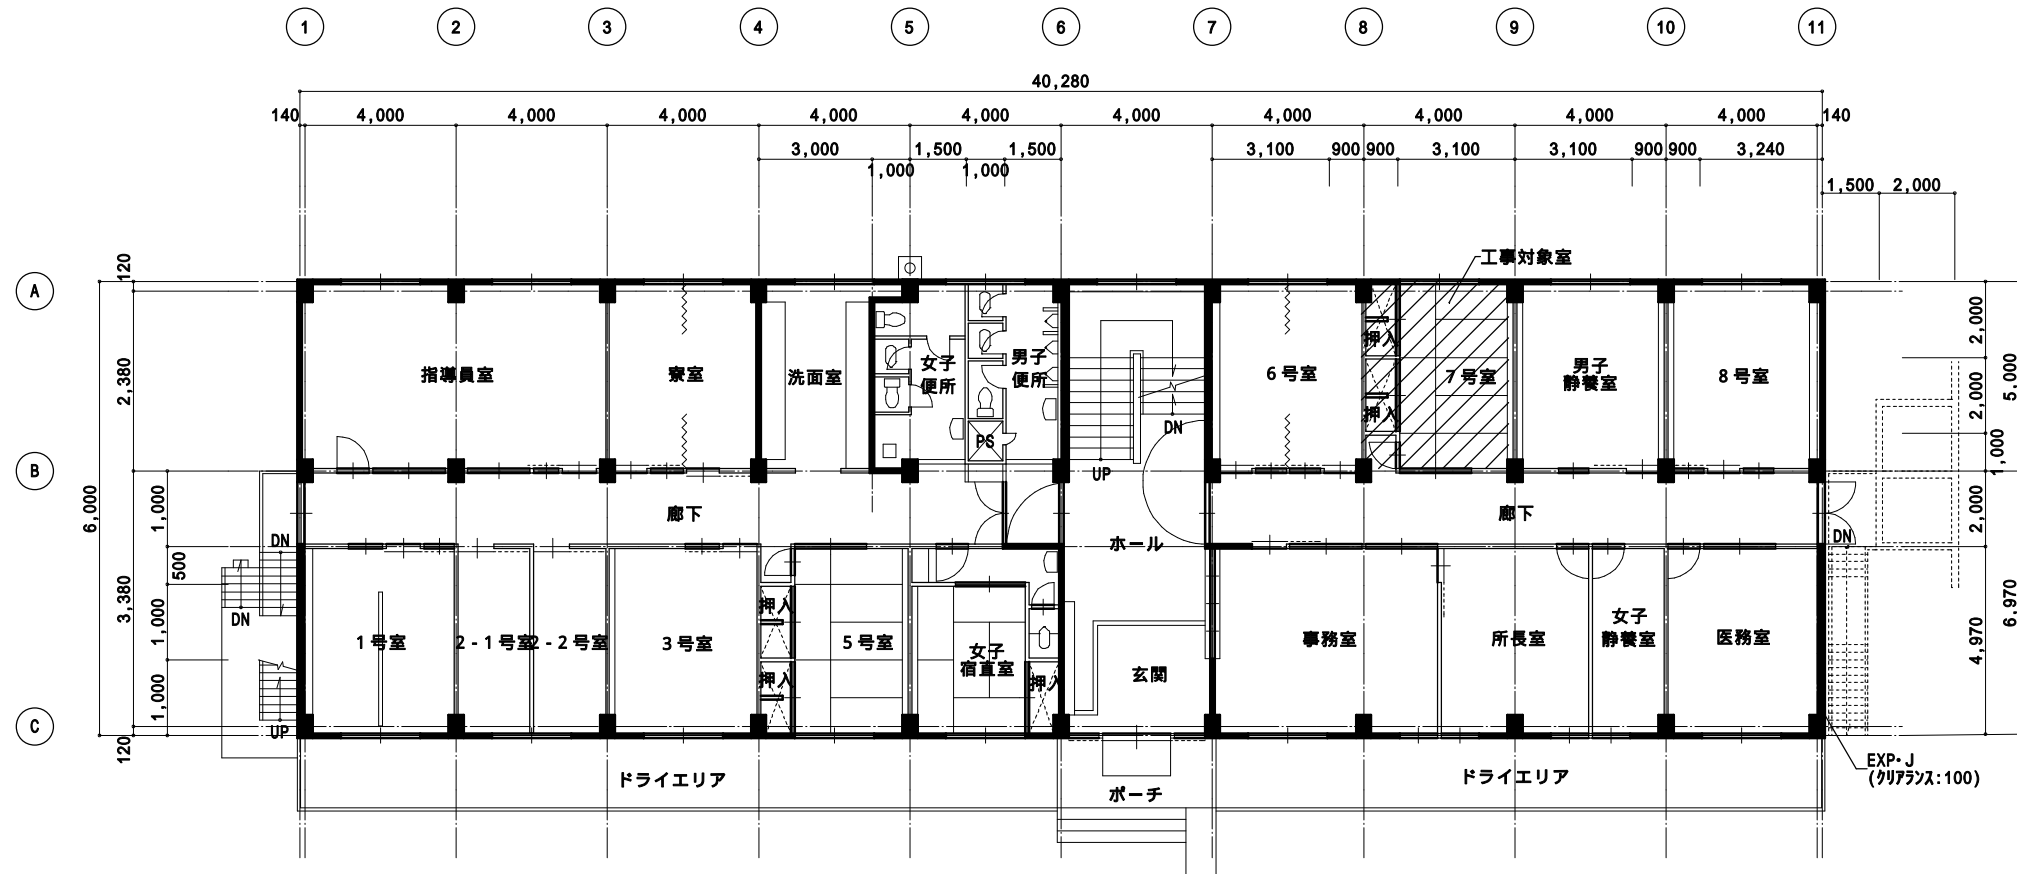 1 2 3 4 5 6 7 8 9 10 11
40,280
140 4,000 4,000 4,000 4,000 4,000 4,000 4,000 4,000 4,000 4,000 140
3,000 1,500 1,500 3,100 900 900 3,100 3,100 900 900 3,240
1,000 1,000
1,500 2,000
工事対象室
A
B
C
120
2,380
6,000
1,000
500
3,380
1,000
1,000
120
2,000
2,000
5,000
1,000
2,000
6,970
4,970
指導員室
寮室
洗面室
女子
便所
男子
便所
PS
UP
DN
6号室
押入
押入
7号室
男子
静養室
8号室
廊下
ホール
廊下
DN
DN
UP
DN
1号室
2-1号室
2-2号室
3号室
押入
押入
5号室
女子
宿直室
押入
玄関
事務室
所長室
女子
静養室
医務室
ドライエリア
ポーチ
ドライエリア
EXP・J
(クリアランス:100)